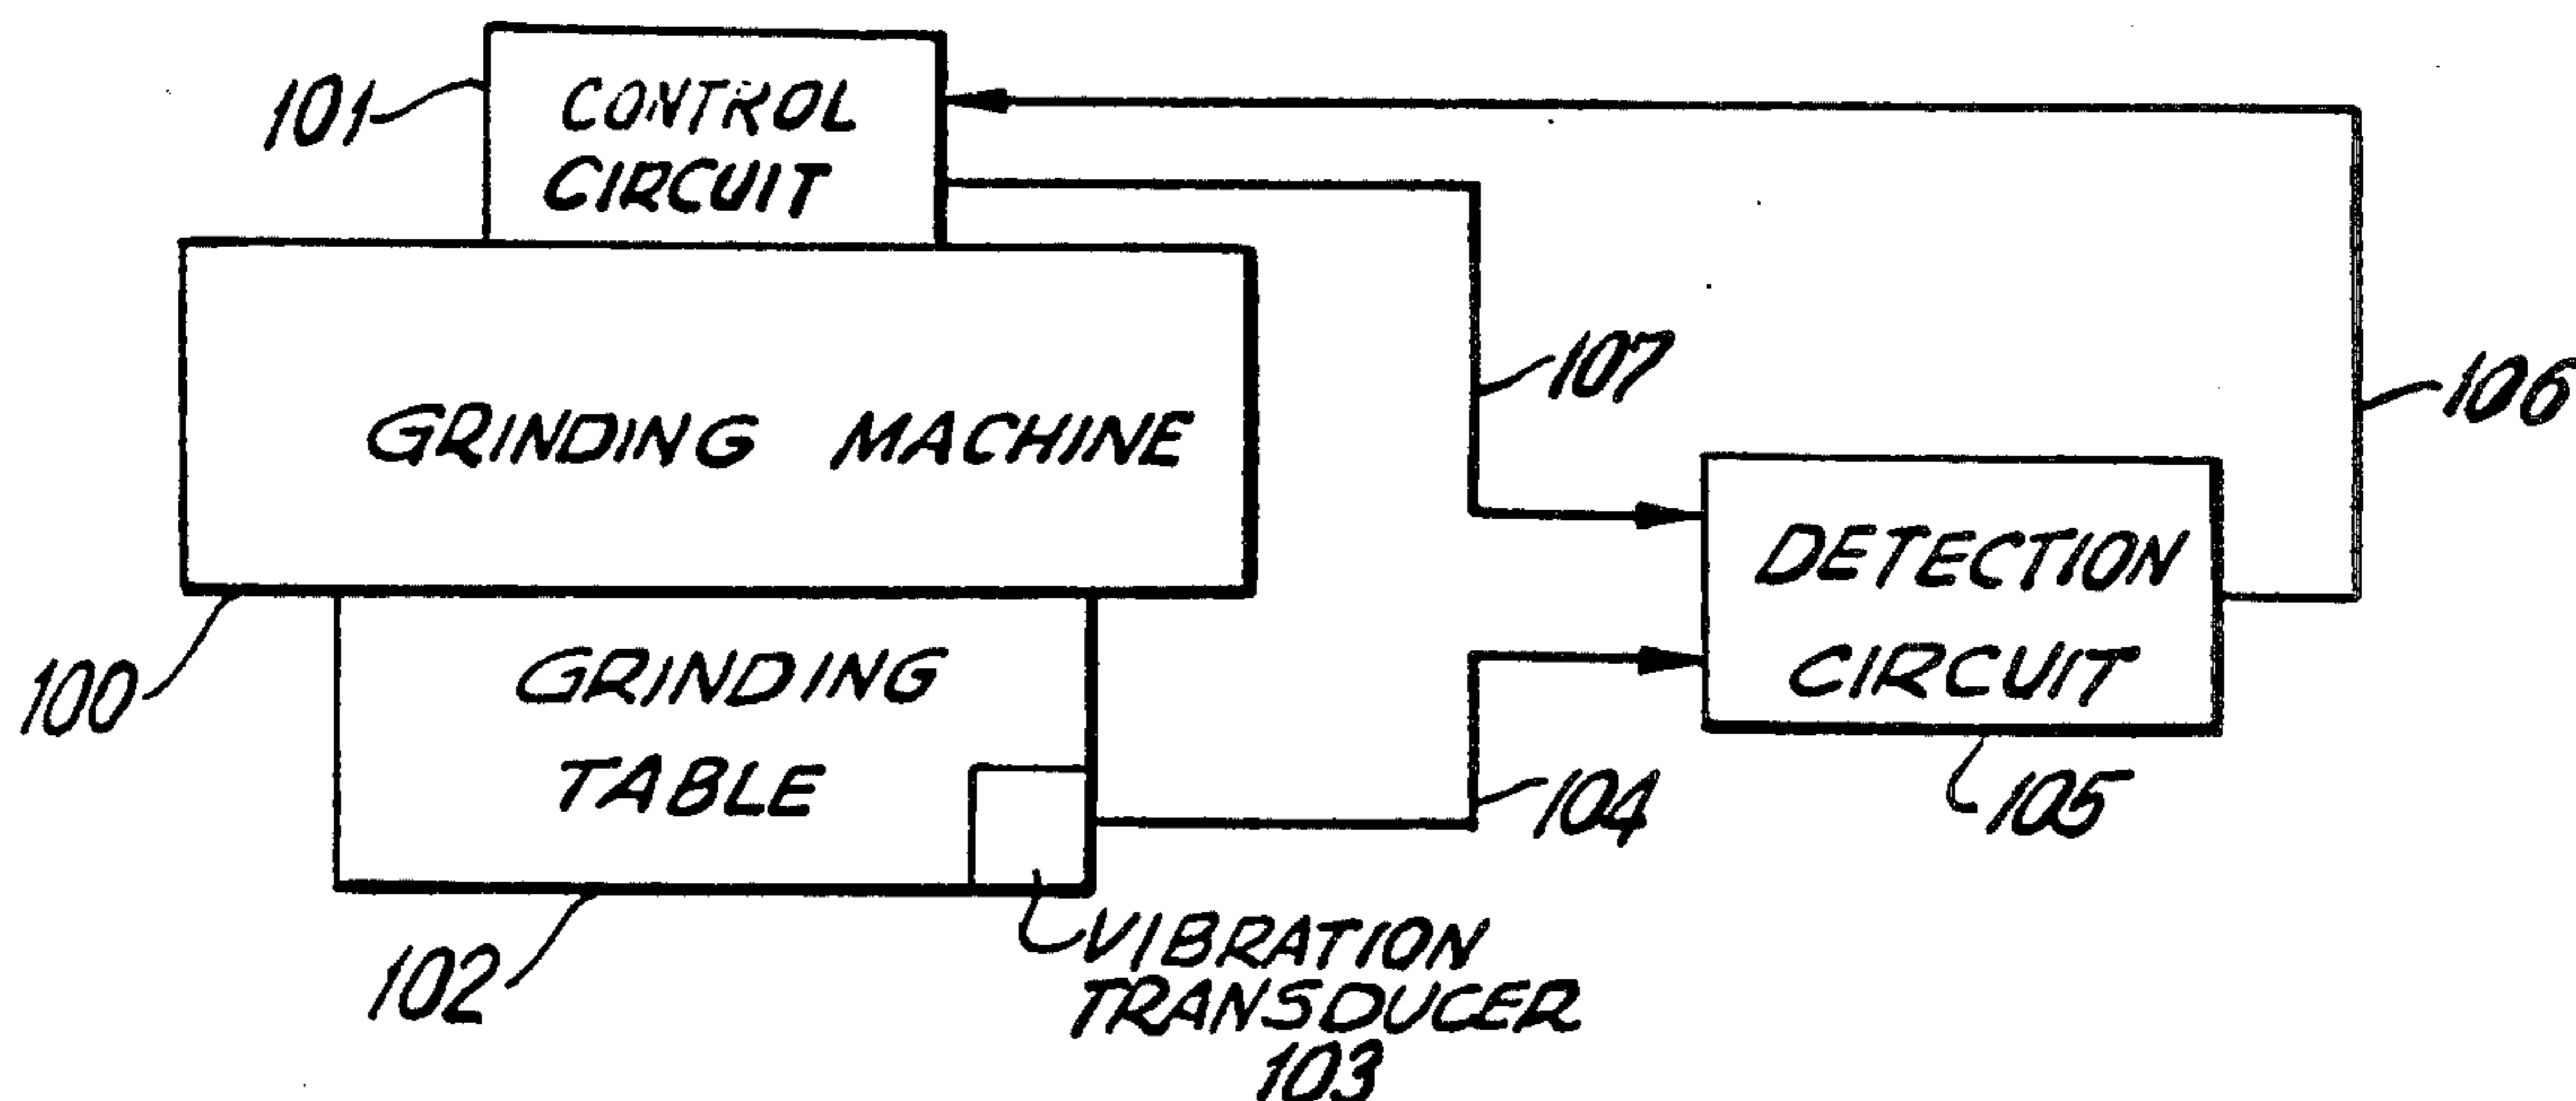 101
CONTROL
CIRCUIT
GRINDING MACHINE
107
106
100
GRINDING
TABLE
DETECTION
CIRCUIT
104
105
102
VIBRATION
TRANSDUCER
103